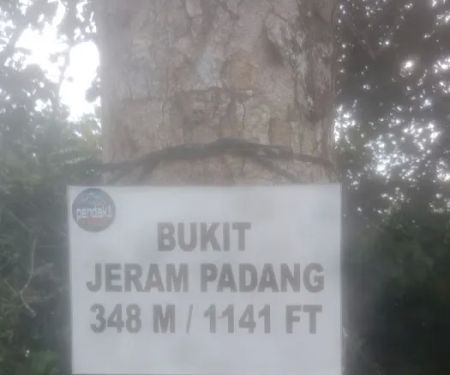 pendaki
BUKIT
JERAM PADANG
348 M / 1141 FT